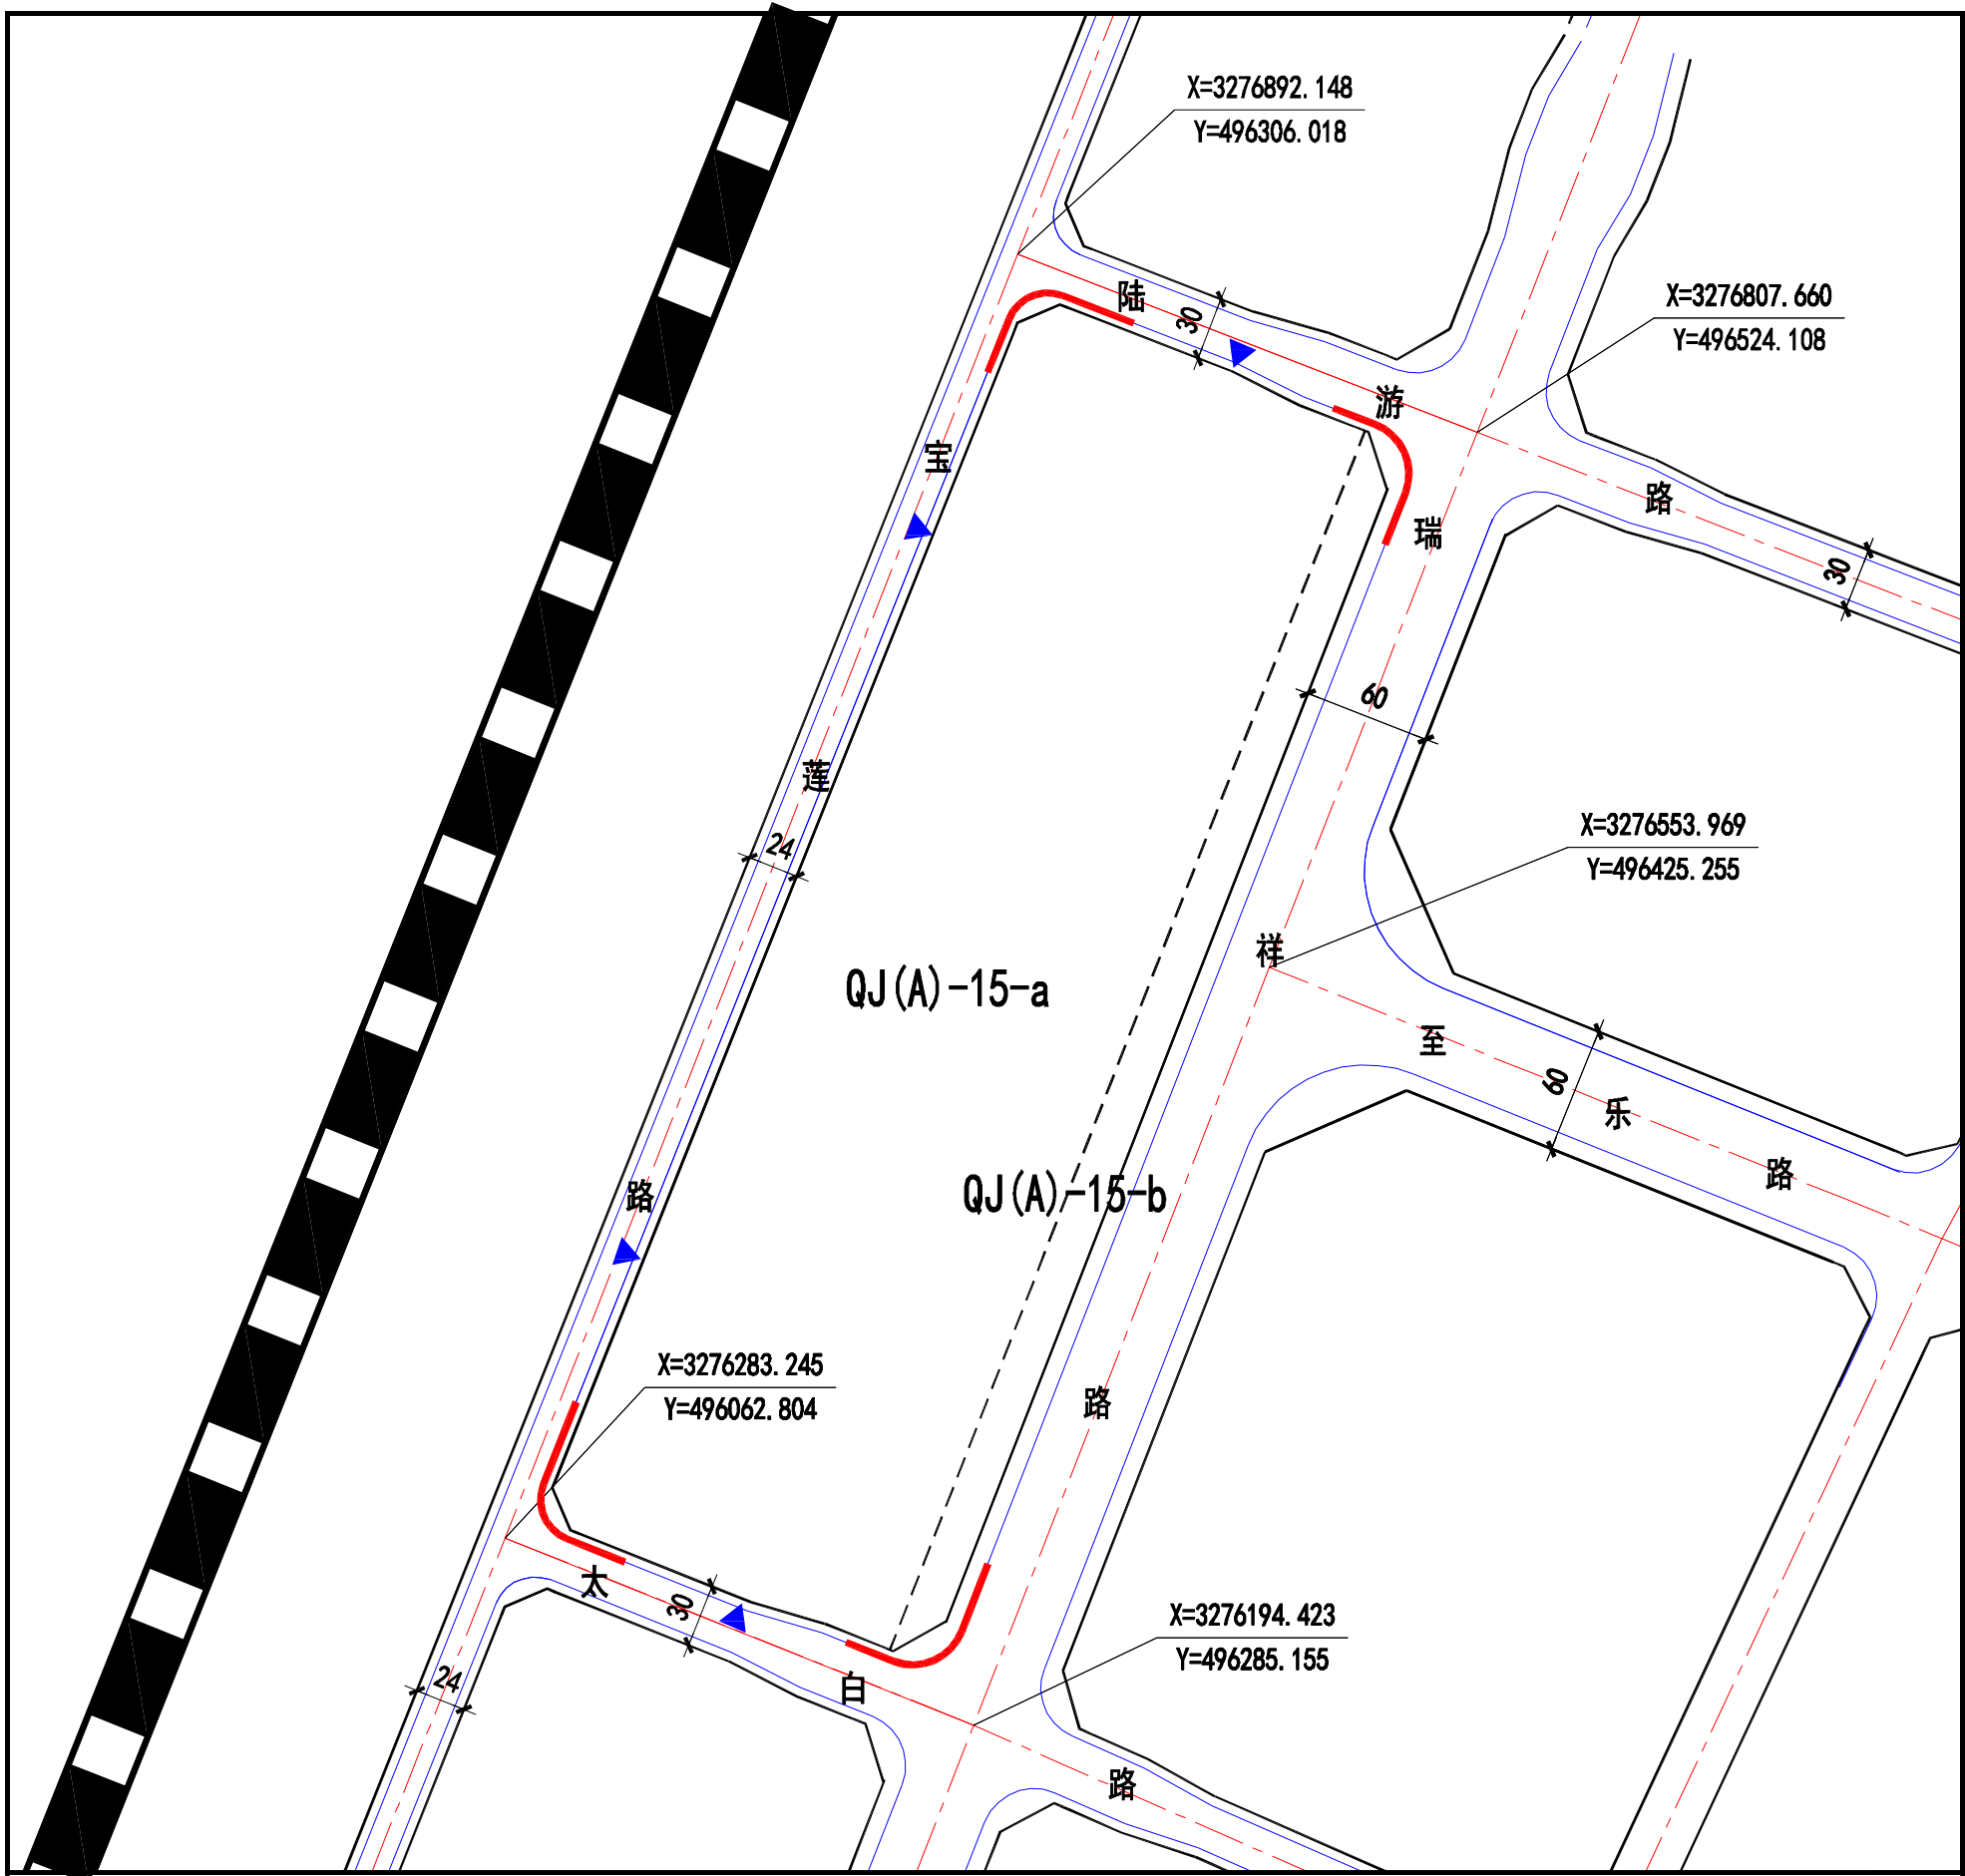 X=3276892.148
Y=496306.018
陆
30
X=3276807.660
Y=496524.108
游
宝
路
瑞
30
60
莲
24
X=3276553.969
Y=496425.255
祥
QJ(A)-15-a
至
60
乐
路
QJ(A)-15-b
路
X=3276283.245
Y=496062.804
路
太
30
X=3276194.423
Y=496285.155
24
白
路